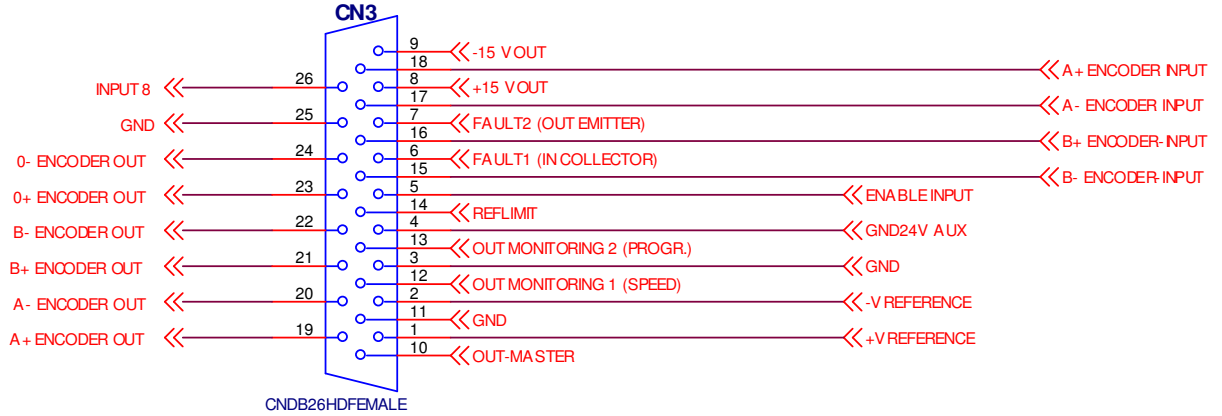 CN3
9 -15 VOUT
18 A+ ENCODER INPUT
INPUT 8 26 8 +15 VOUT
17 A- ENCODER INPUT
GND 25 7 FAULT2 (OUT EMITTER)
16 B+ ENCODER-INPUT
0- ENCODER OUT 24 6 FAULT1 (IN COLLECTOR)
15 B- ENCODER-INPUT
0+ ENCODER OUT 23 5 ENABLE INPUT
14 REFLIMIT
B- ENCODER OUT 22 4 GND24V AUX
13 OUT MONITORING 2 (PROGR.)
B+ ENCODER OUT 21 3 GND
12 OUT MONITORING 1 (SPEED)
A- ENCODER OUT 20 2 -V REFERENCE
11 GND
A+ ENCODER OUT 19 1 +V REFERENCE
10 OUT-MASTER
CNDB26HDFEMALE